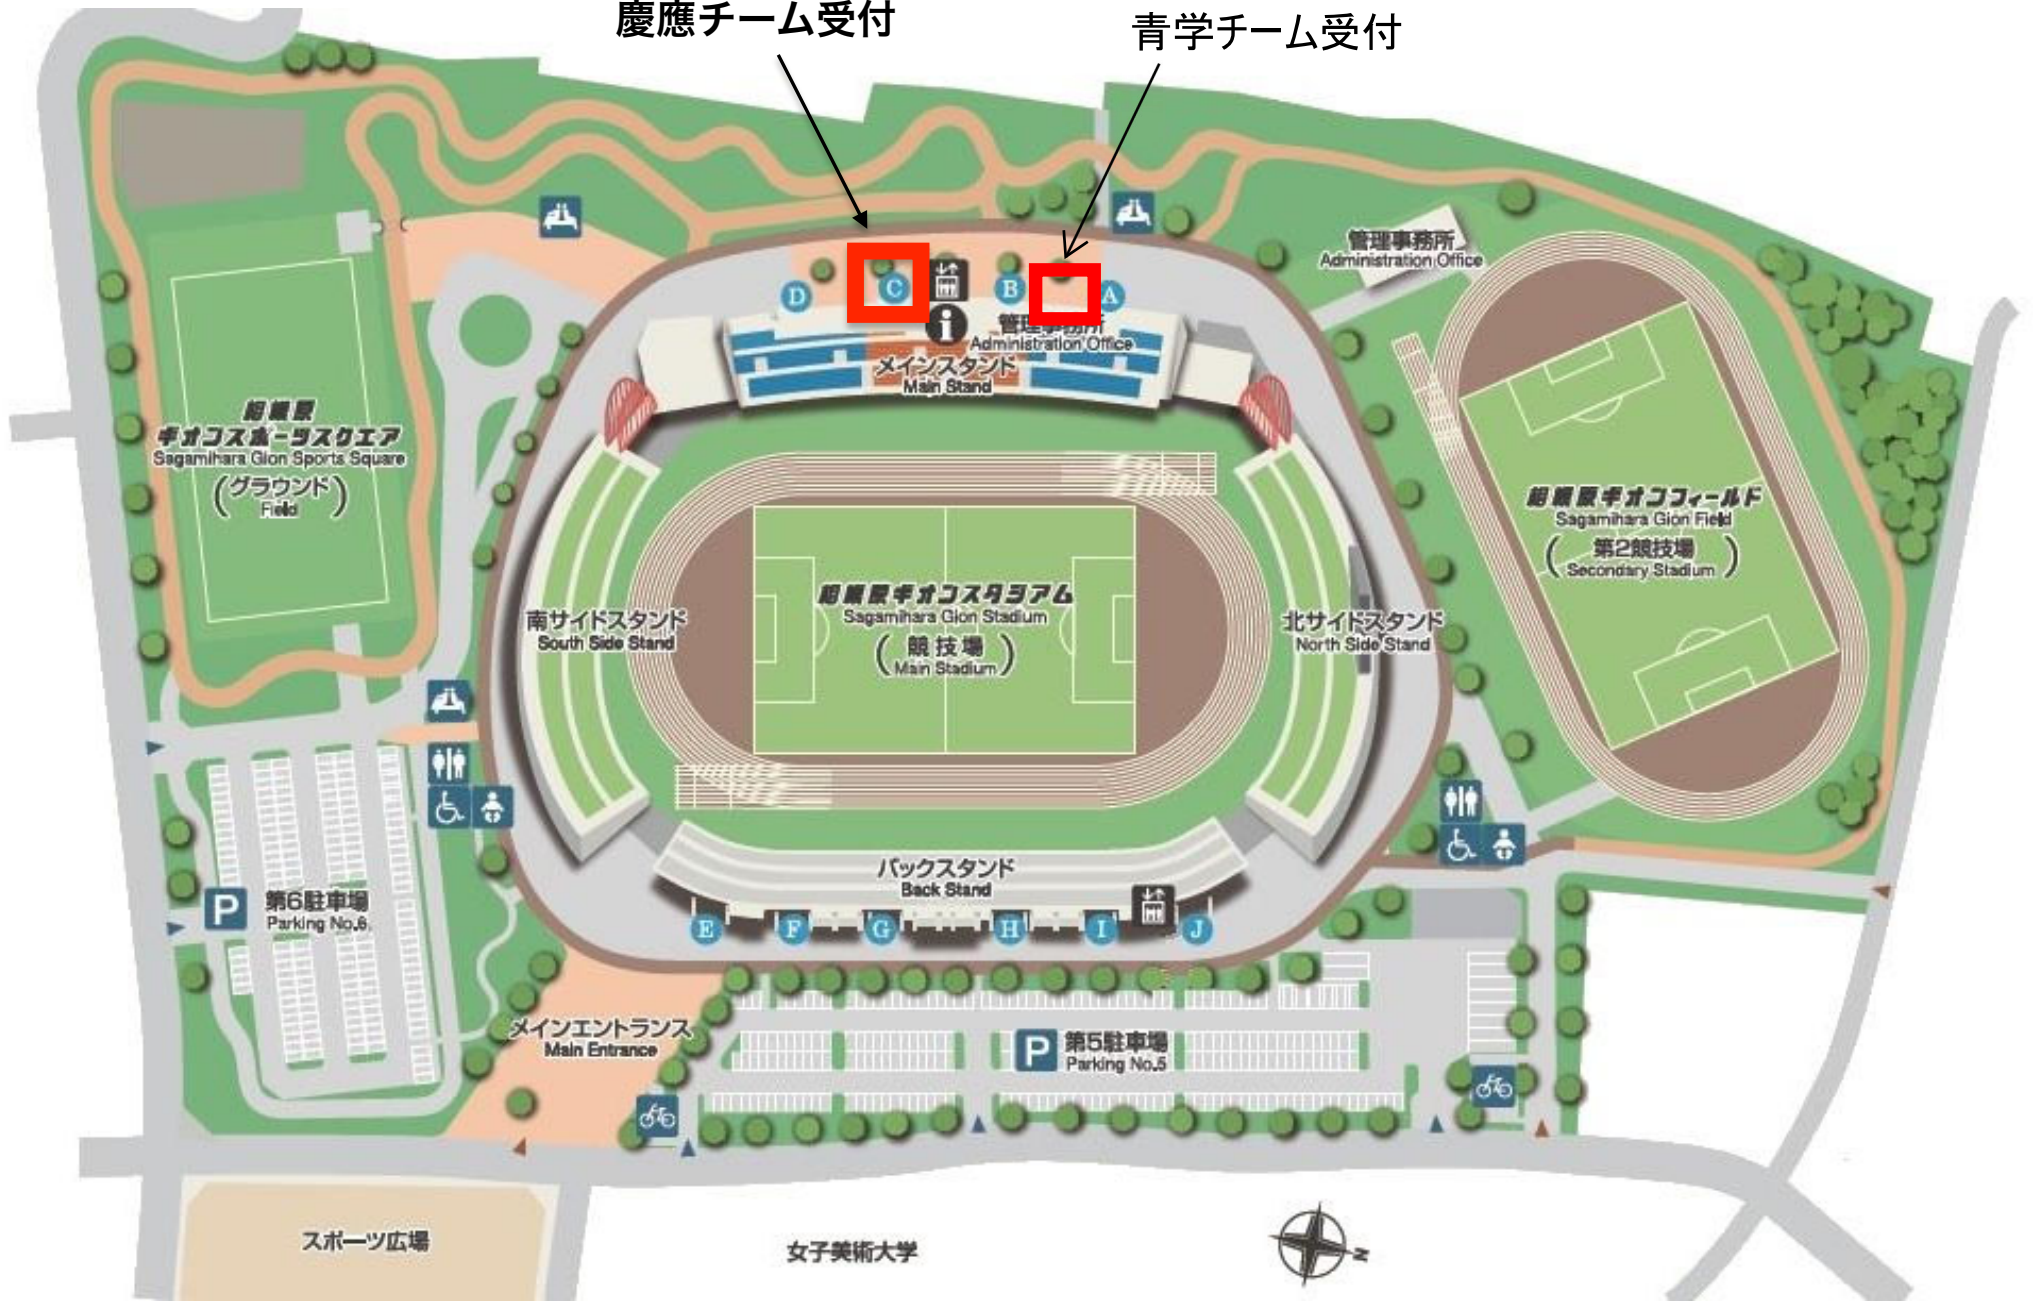 慶應チーム受付
青学チーム受付
管理事務所
Administration Office
D
C
B
A
管理事務所
Administration Office
メインスタンド
Main Stand
相模原
ギオンスポーツスクエア
Sagamihara Gion Sports Square
(グラウンド)
Field
相模原ギオンフィールド
Sagamihara Gion Field
(第2競技場)
Secondary Stadium
相模原ギオンスタジアム
Sagamihara Gion Stadium
(競技場)
Main Stadium
南サイドスタンド
South Side Stand
北サイドスタンド
North Side Stand
バックスタンド
Back Stand
E
F
G
H
I
J
P
第6駐車場
Parking No.6
メインエントランス
Main Entrance
P
第5駐車場
Parking No.5
スポーツ広場
女子美術大学
N